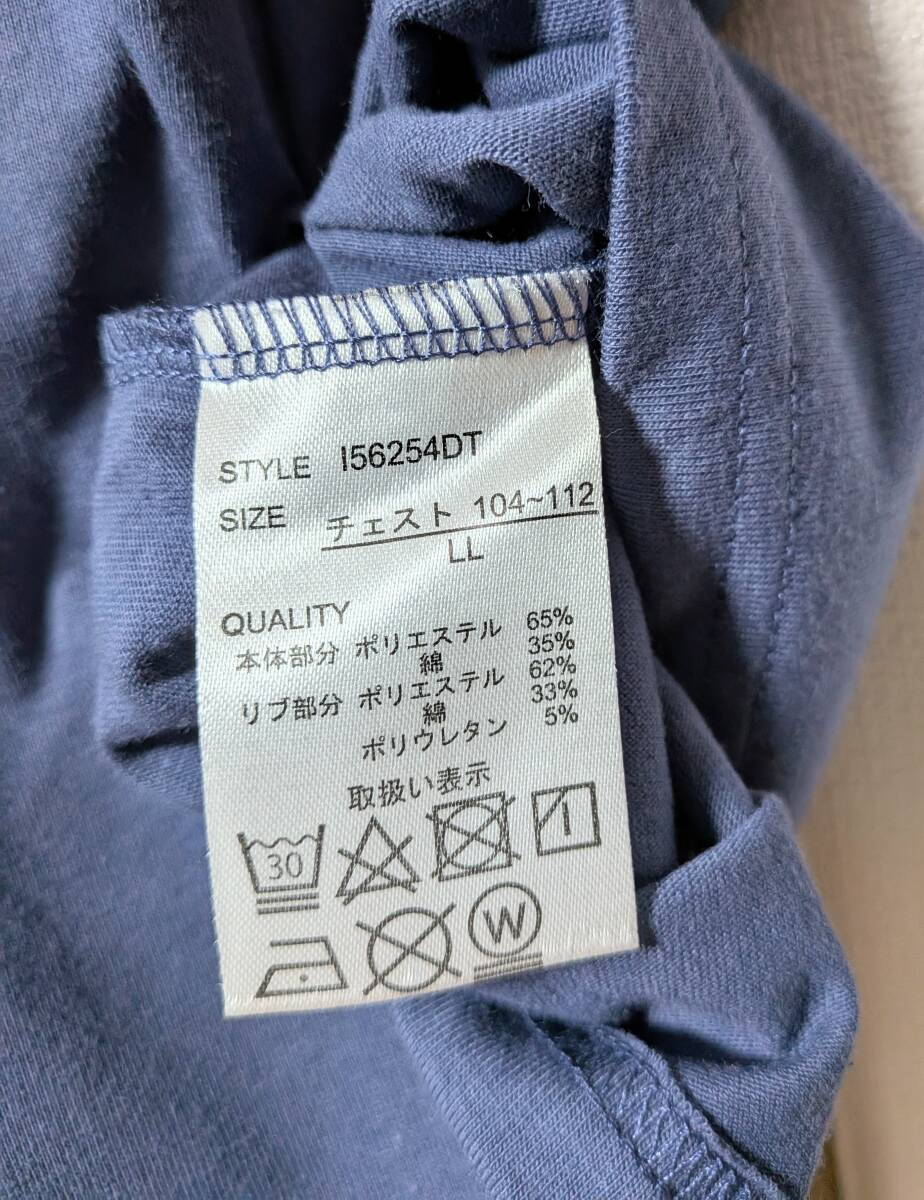 STYLE I56254DT
SIZE チェスト 104~112
LL
QUALITY
本体部分 ポリエステル 65%
綿 35%
リブ部分 ポリエステル 62%
綿 33%
ポリウレタン 5%
取扱い表示
30
W